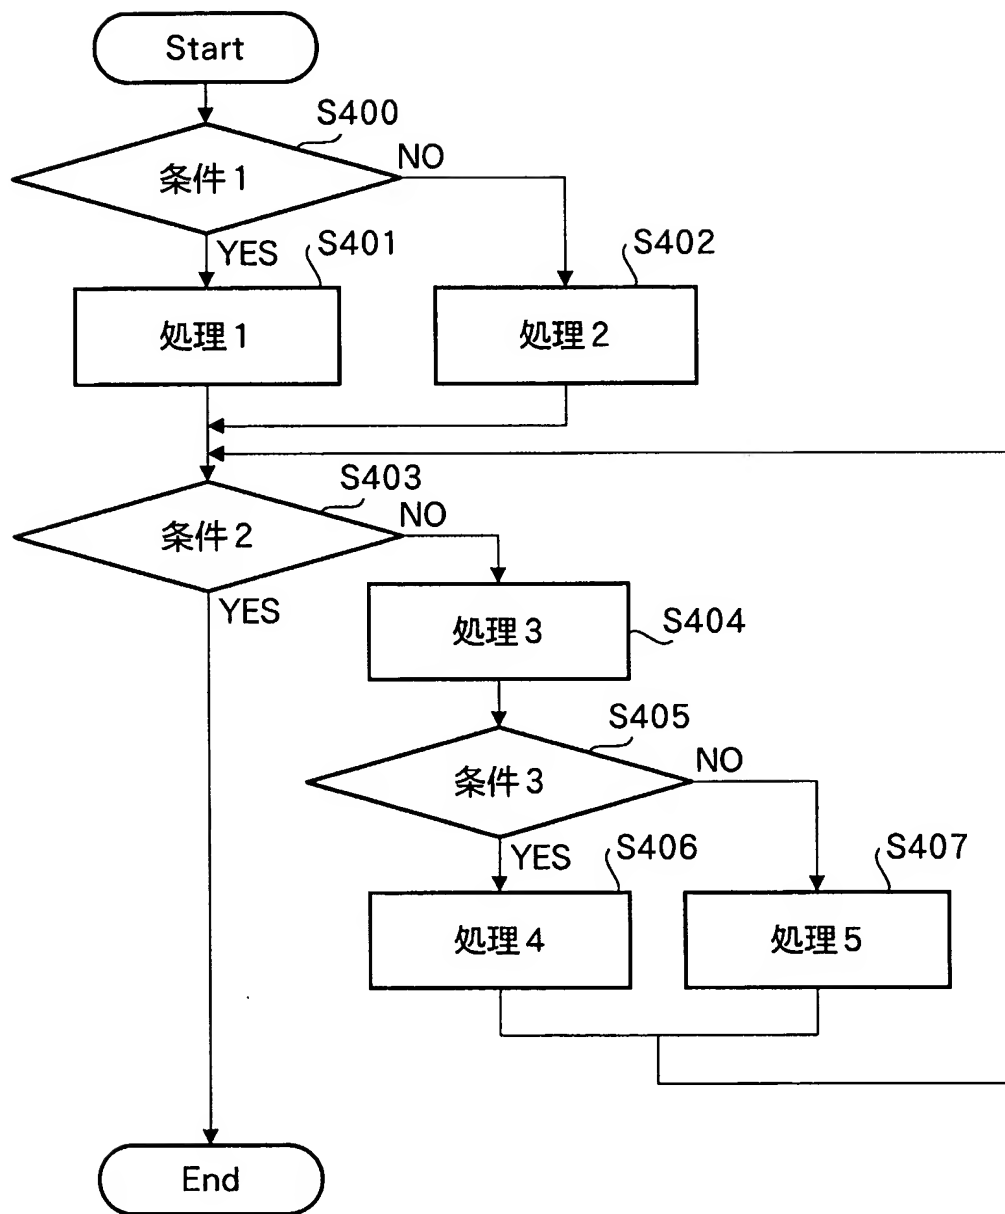 Start
S400
条件1
NO
YES
S401
S402
処理1
処理2
S403
条件2
NO
YES
処理3
S404
S405
条件3
NO
YES
S406
S407
処理4
処理5
End